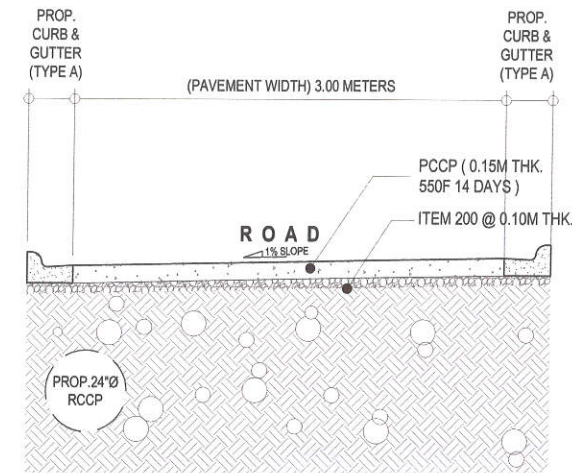 PROP.
CURB &
GUTTER
(TYPE A)
PROP.
CURB &
GUTTER
(TYPE A)
(PAVEMENT WIDTH) 3.00 METERS
PCCP ( 0.15M THK.
550F 14 DAYS )
ITEM 200 @ 0.10M THK.
ROAD
1% SLOPE
PROP.24"Ø
RCCP